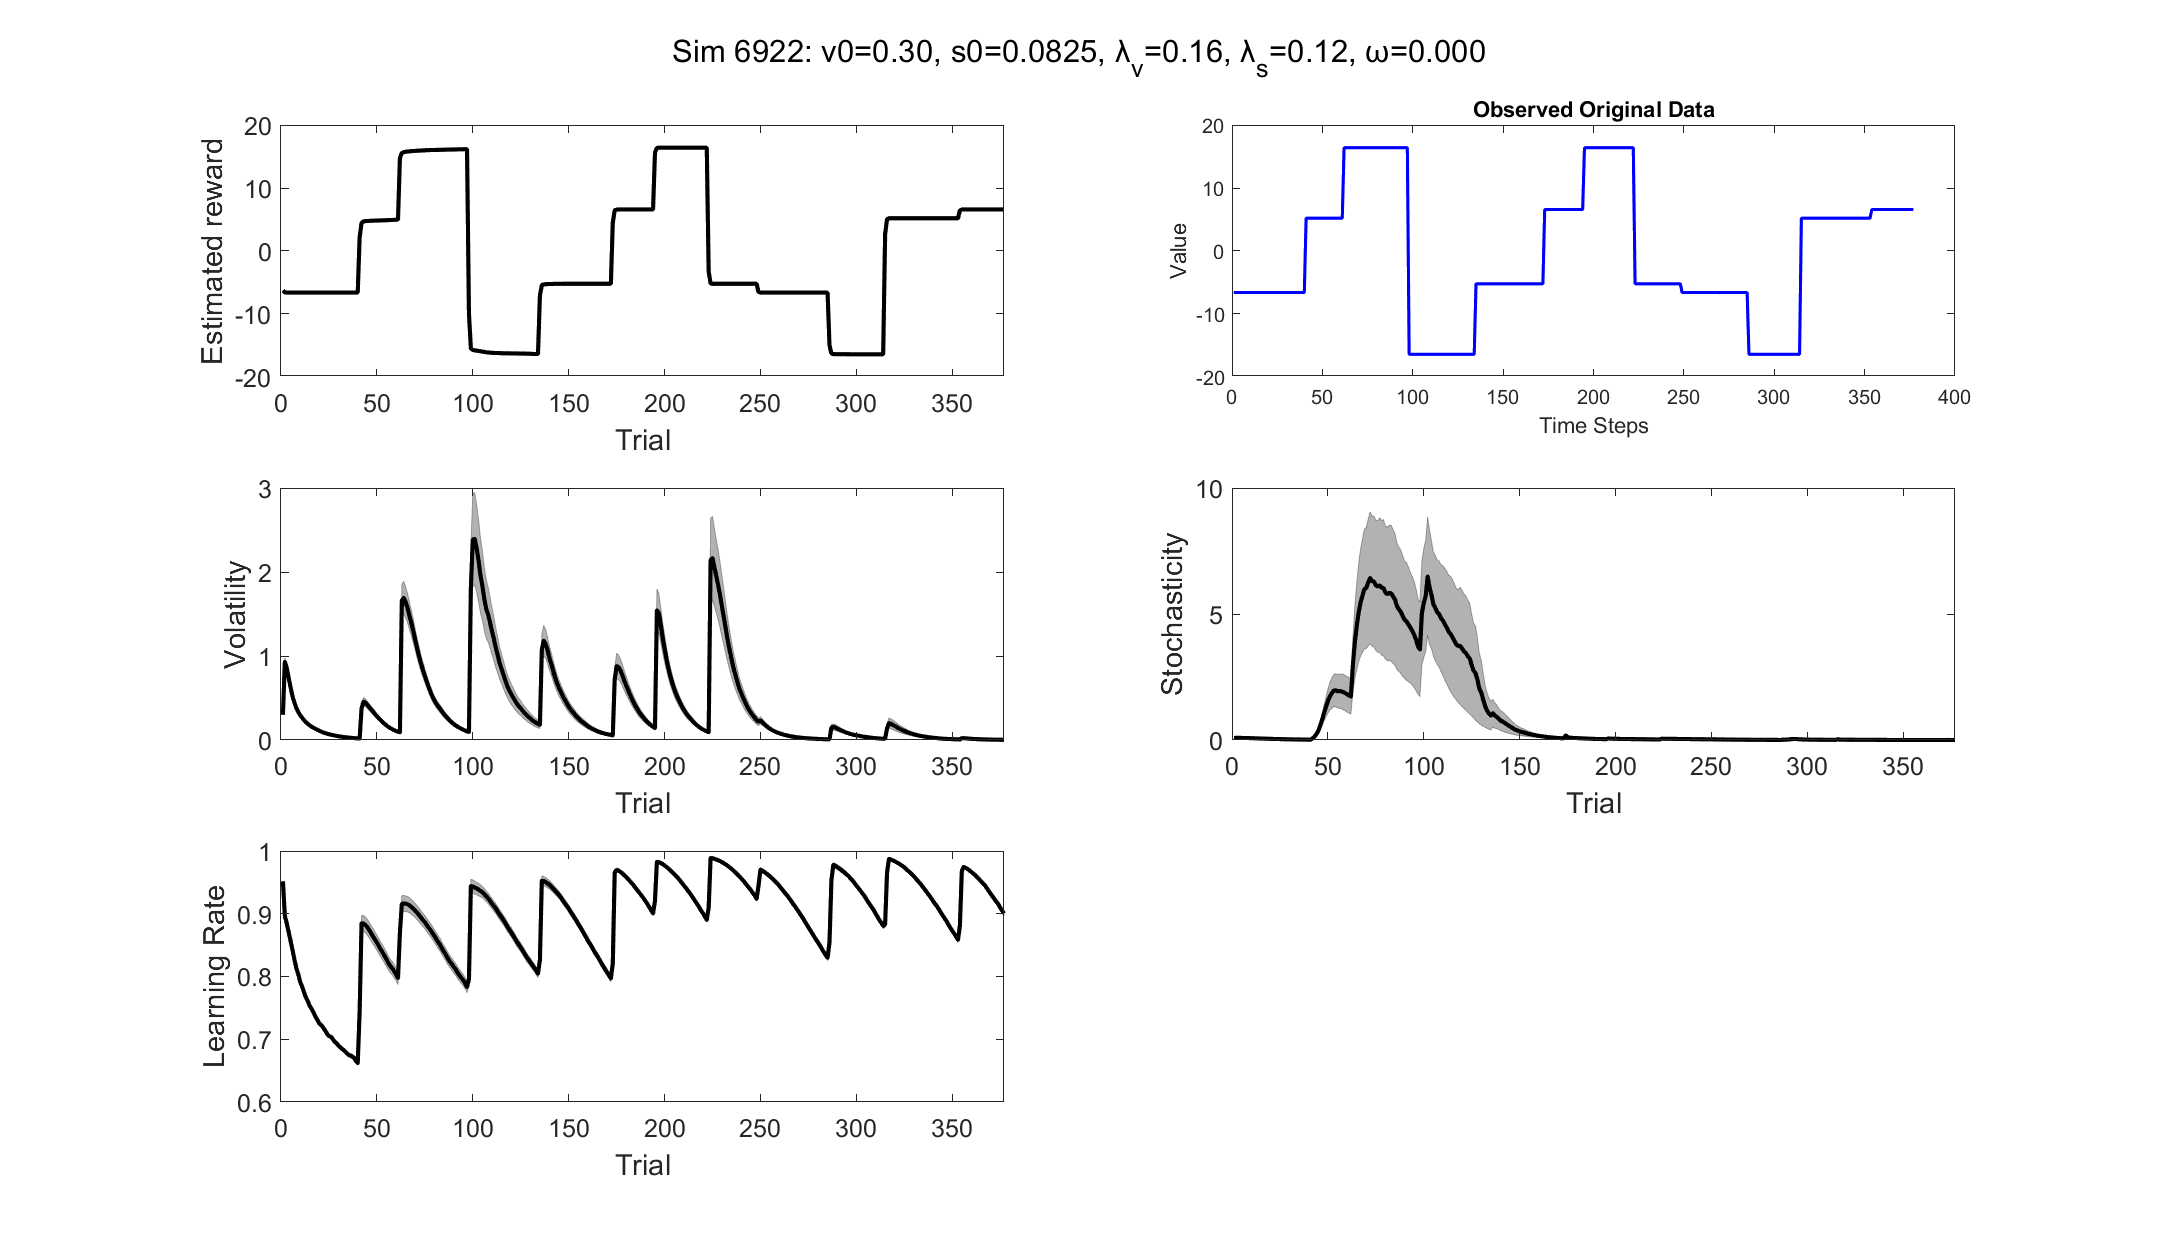 Sim 6922: v0=0.30, s0=0.0825, λv=0.16, λs=0.12, ω=0.000
Estimated reward
20
10
0
-10
-20
0 50 100 150 200 250 300 350
Trial
Observed Original Data
Value
20
10
0
-10
-20
0 50 100 150 200 250 300 350 400
Time Steps
Volatility
3
2
1
0
0 50 100 150 200 250 300 350
Trial
Stochasticity
10
5
0
0 50 100 150 200 250 300 350
Trial
Learning Rate
1
0.9
0.8
0.7
0.6
0 50 100 150 200 250 300 350
Trial